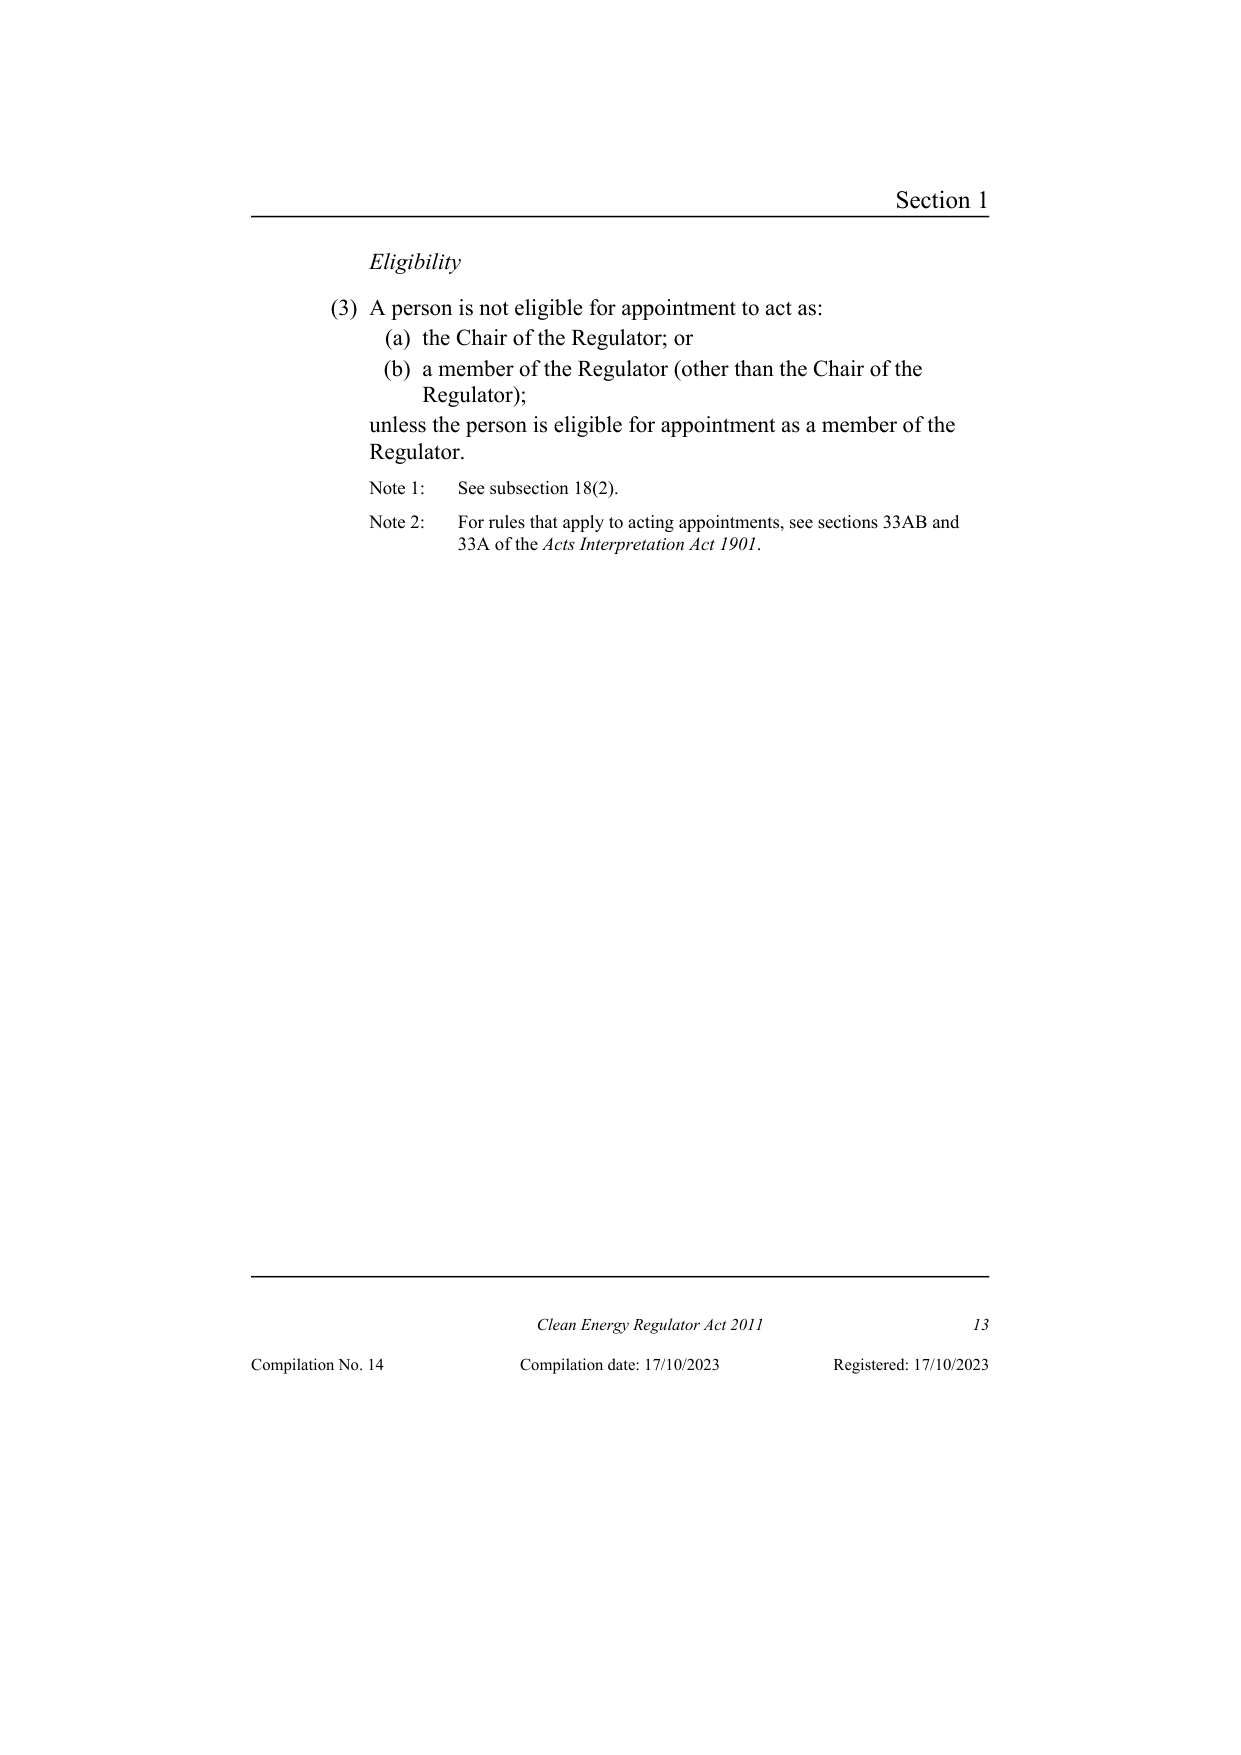 Section 1
Eligibility
(3) A person is not eligible for appointment to act as:
(a) the Chair of the Regulator; or
(b) a member of the Regulator (other than the Chair of the
Regulator);
unless the person is eligible for appointment as a member of the
Regulator.
Note 1: See subsection 18(2).
Note 2: For rules that apply to acting appointments, see sections 33AB and
33A of the Acts Interpretation Act 1901.
Clean Energy Regulator Act 2011 13
Compilation No. 14 Compilation date: 17/10/2023 Registered: 17/10/2023